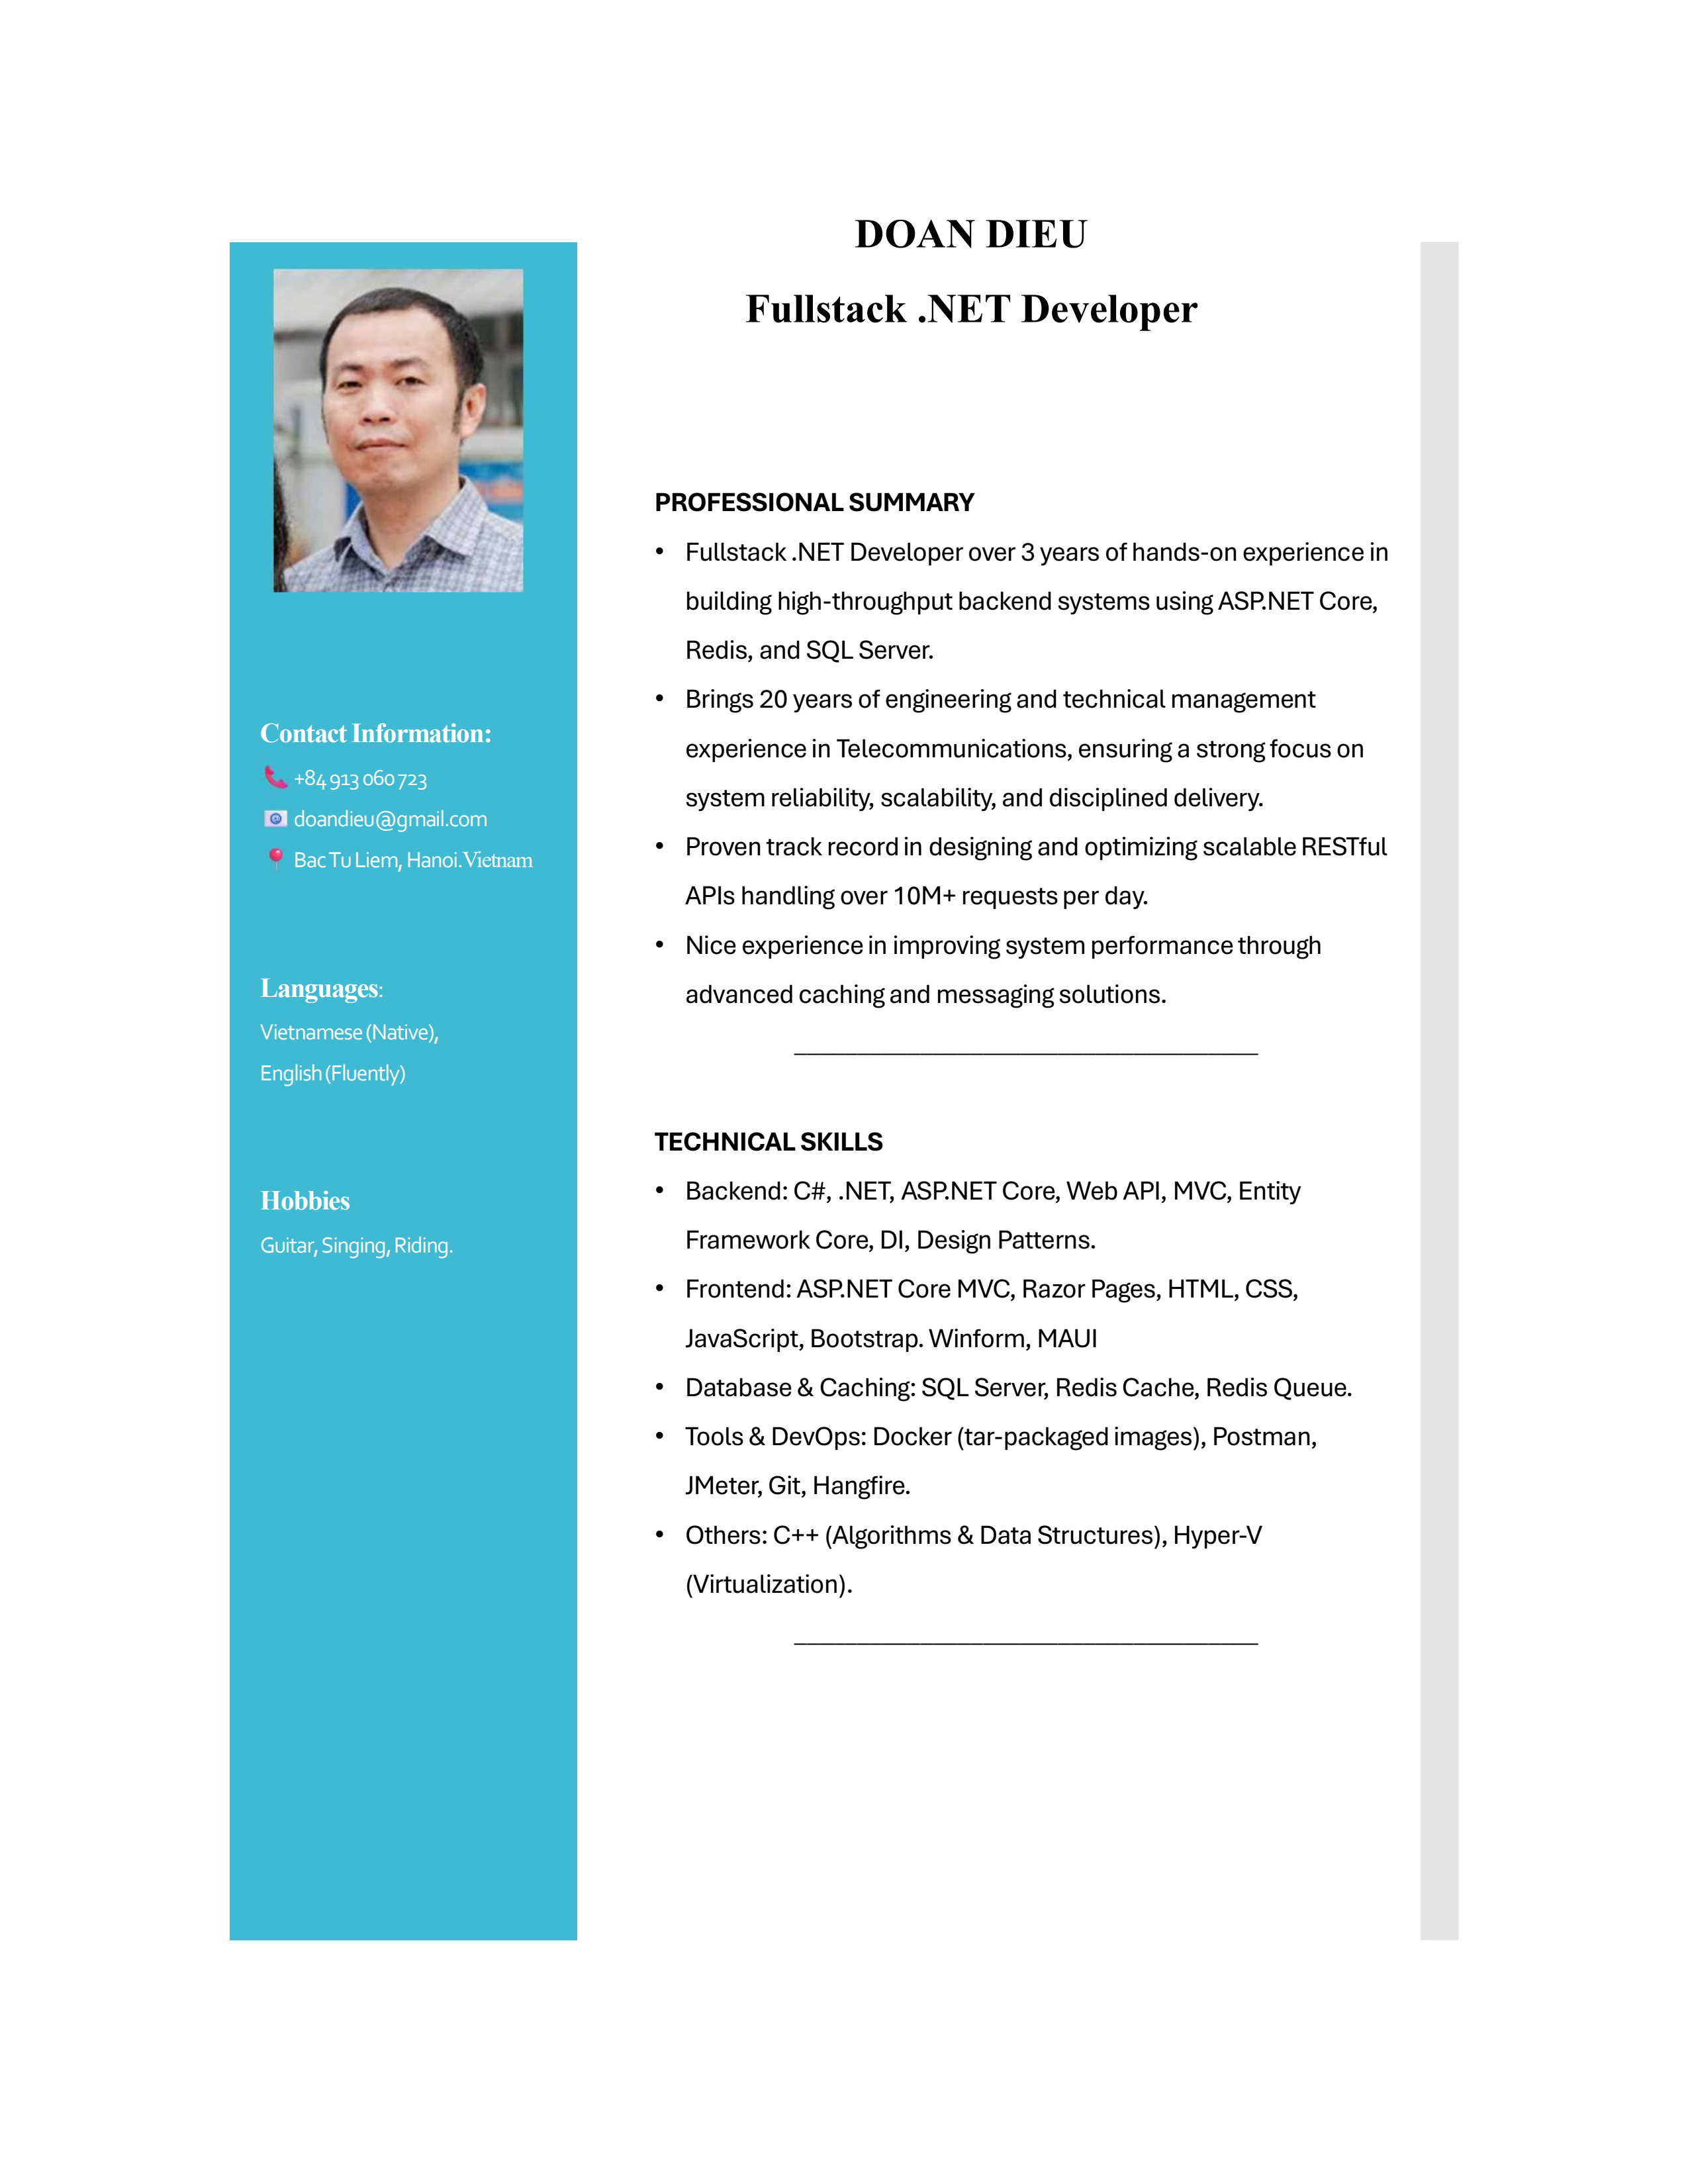 DOAN DIEU
Fullstack .NET Developer
Contact Information:
+84 913 060 723
doandieu@gmail.com
Bac Tu Liem, Hanoi.Vietnam
Languages:
Vietnamese (Native),
English (Fluently)
Hobbies
Guitar, Singing, Riding.
PROFESSIONAL SUMMARY
• Fullstack .NET Developer over 3 years of hands-on experience in
building high-throughput backend systems using ASP.NET Core,
Redis, and SQL Server.
• Brings 20 years of engineering and technical management
experience in Telecommunications, ensuring a strong focus on
system reliability, scalability, and disciplined delivery.
• Proven track record in designing and optimizing scalable RESTful
APIs handling over 10M+ requests per day.
• Nice experience in improving system performance through
advanced caching and messaging solutions.
TECHNICAL SKILLS
• Backend: C#, .NET, ASP.NET Core, Web API, MVC, Entity
Framework Core, DI, Design Patterns.
• Frontend: ASP.NET Core MVC, Razor Pages, HTML, CSS,
JavaScript, Bootstrap. Winform, MAUI
• Database & Caching: SQL Server, Redis Cache, Redis Queue.
• Tools & DevOps: Docker (tar-packaged images), Postman,
JMeter, Git, Hangfire.
• Others: C++ (Algorithms & Data Structures), Hyper-V
(Virtualization).